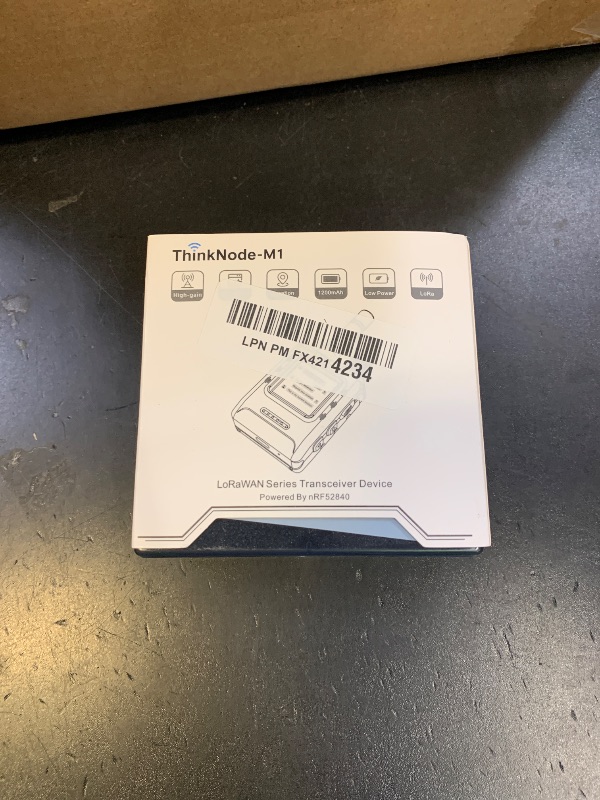 ThinkNode-M1
High-gain
1200mAh
Low Power
LoRa
LPN PM FX4214234
LoRaWAN Series Transceiver Device
Powered By nRF52840